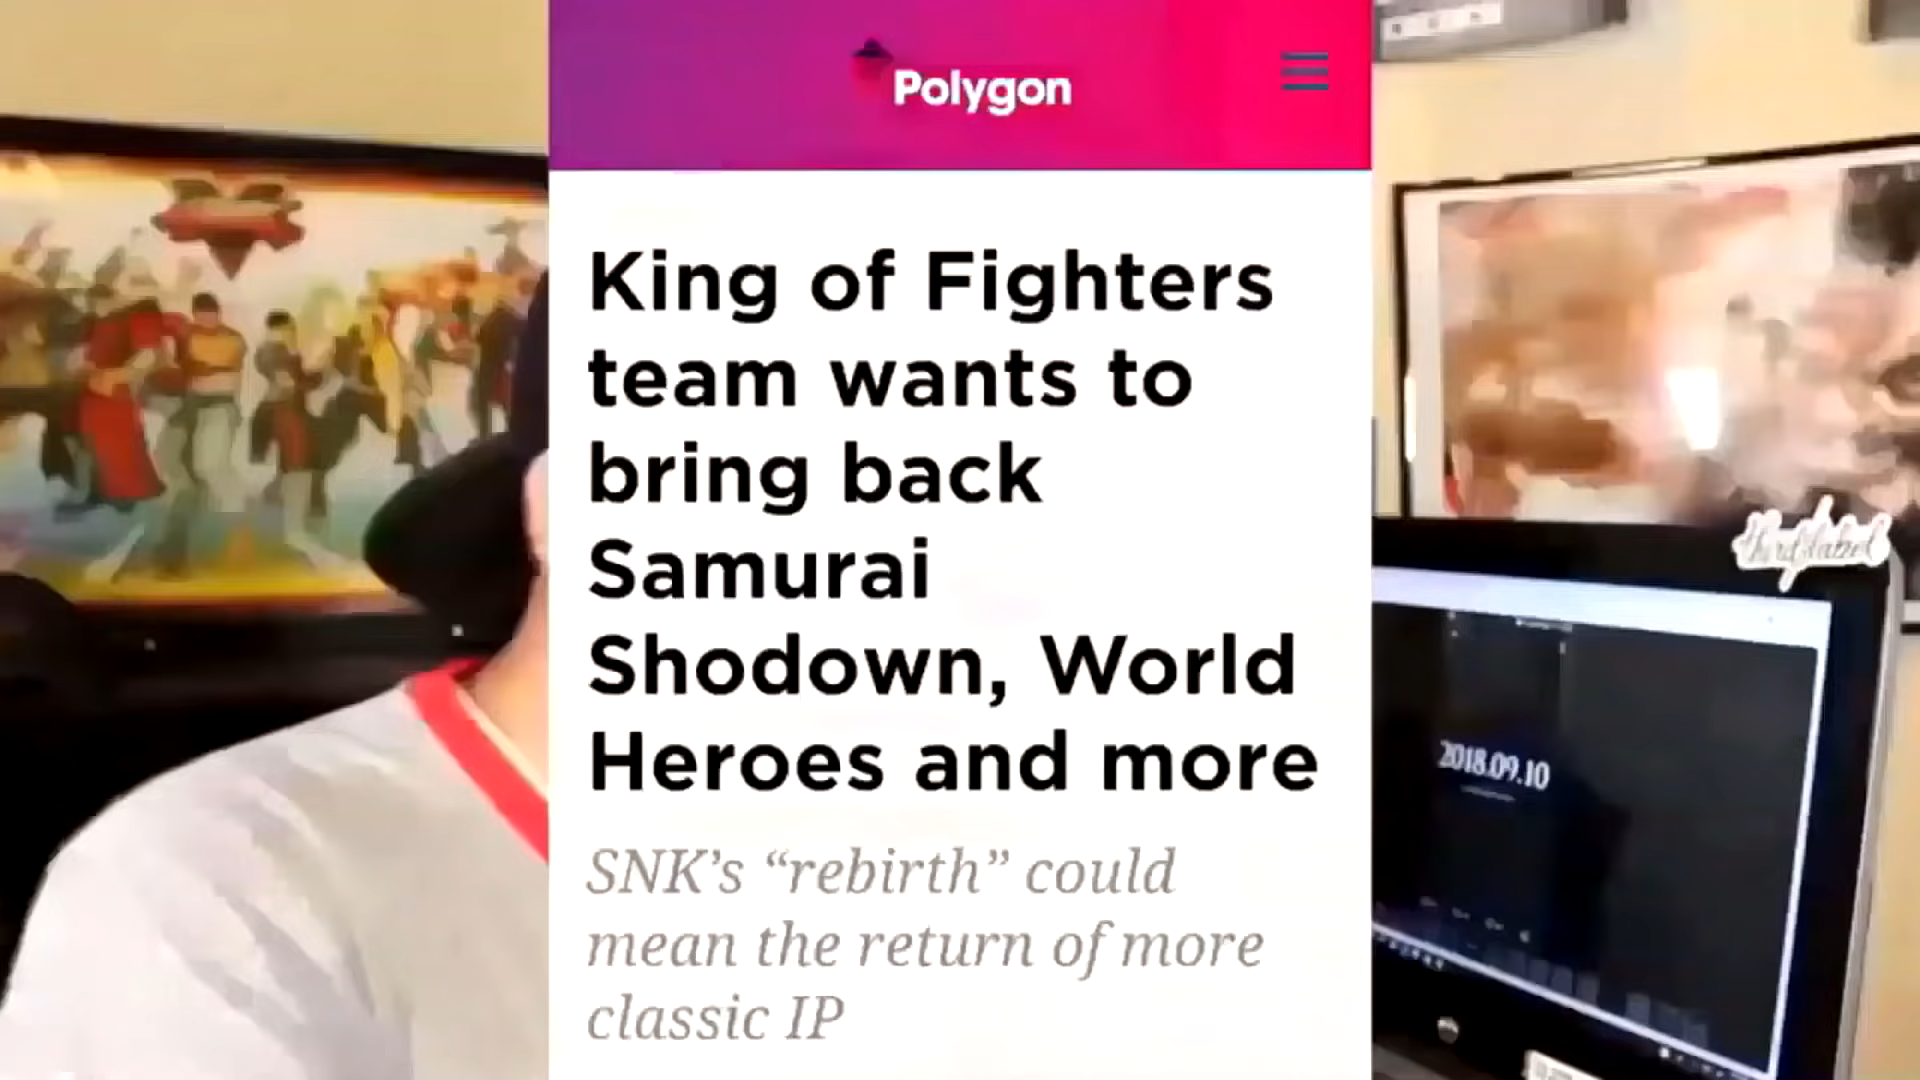 Polygon
King of Fighters
team wants to
bring back
Samurai
Shodown, World
Heroes and more
SNK’s “rebirth” could
mean the return of more
classic IP
2018.09.10